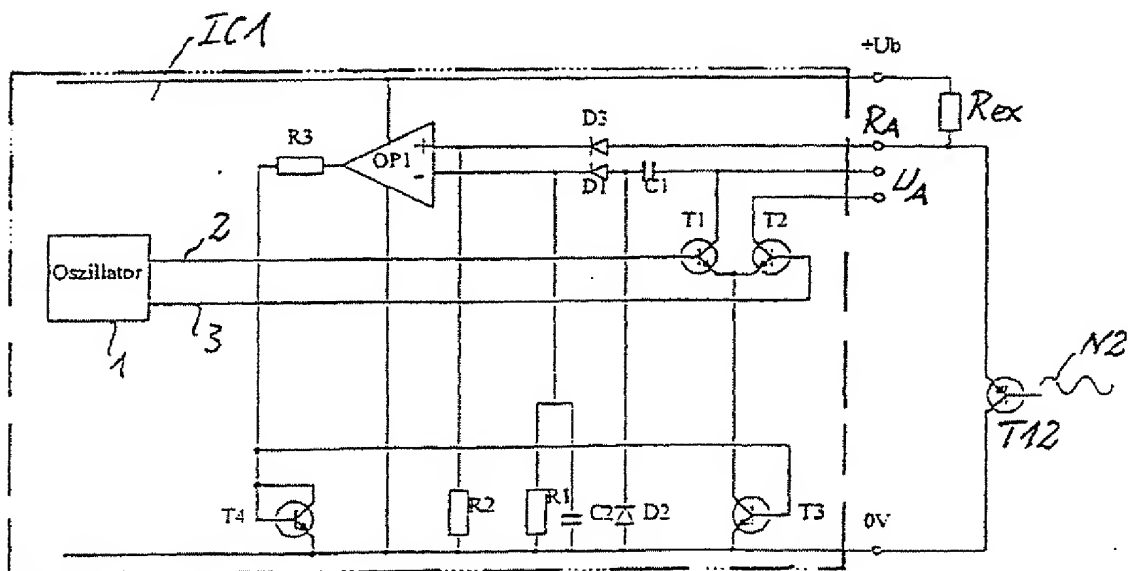 IC1
+Ub
Rex
RA
UA
R3
OP1
+
-
D3
D1
C1
T1
T2
2
Oszillator
3
1
N2
T12
T4
R2
R1
C2
D2
T3
0V